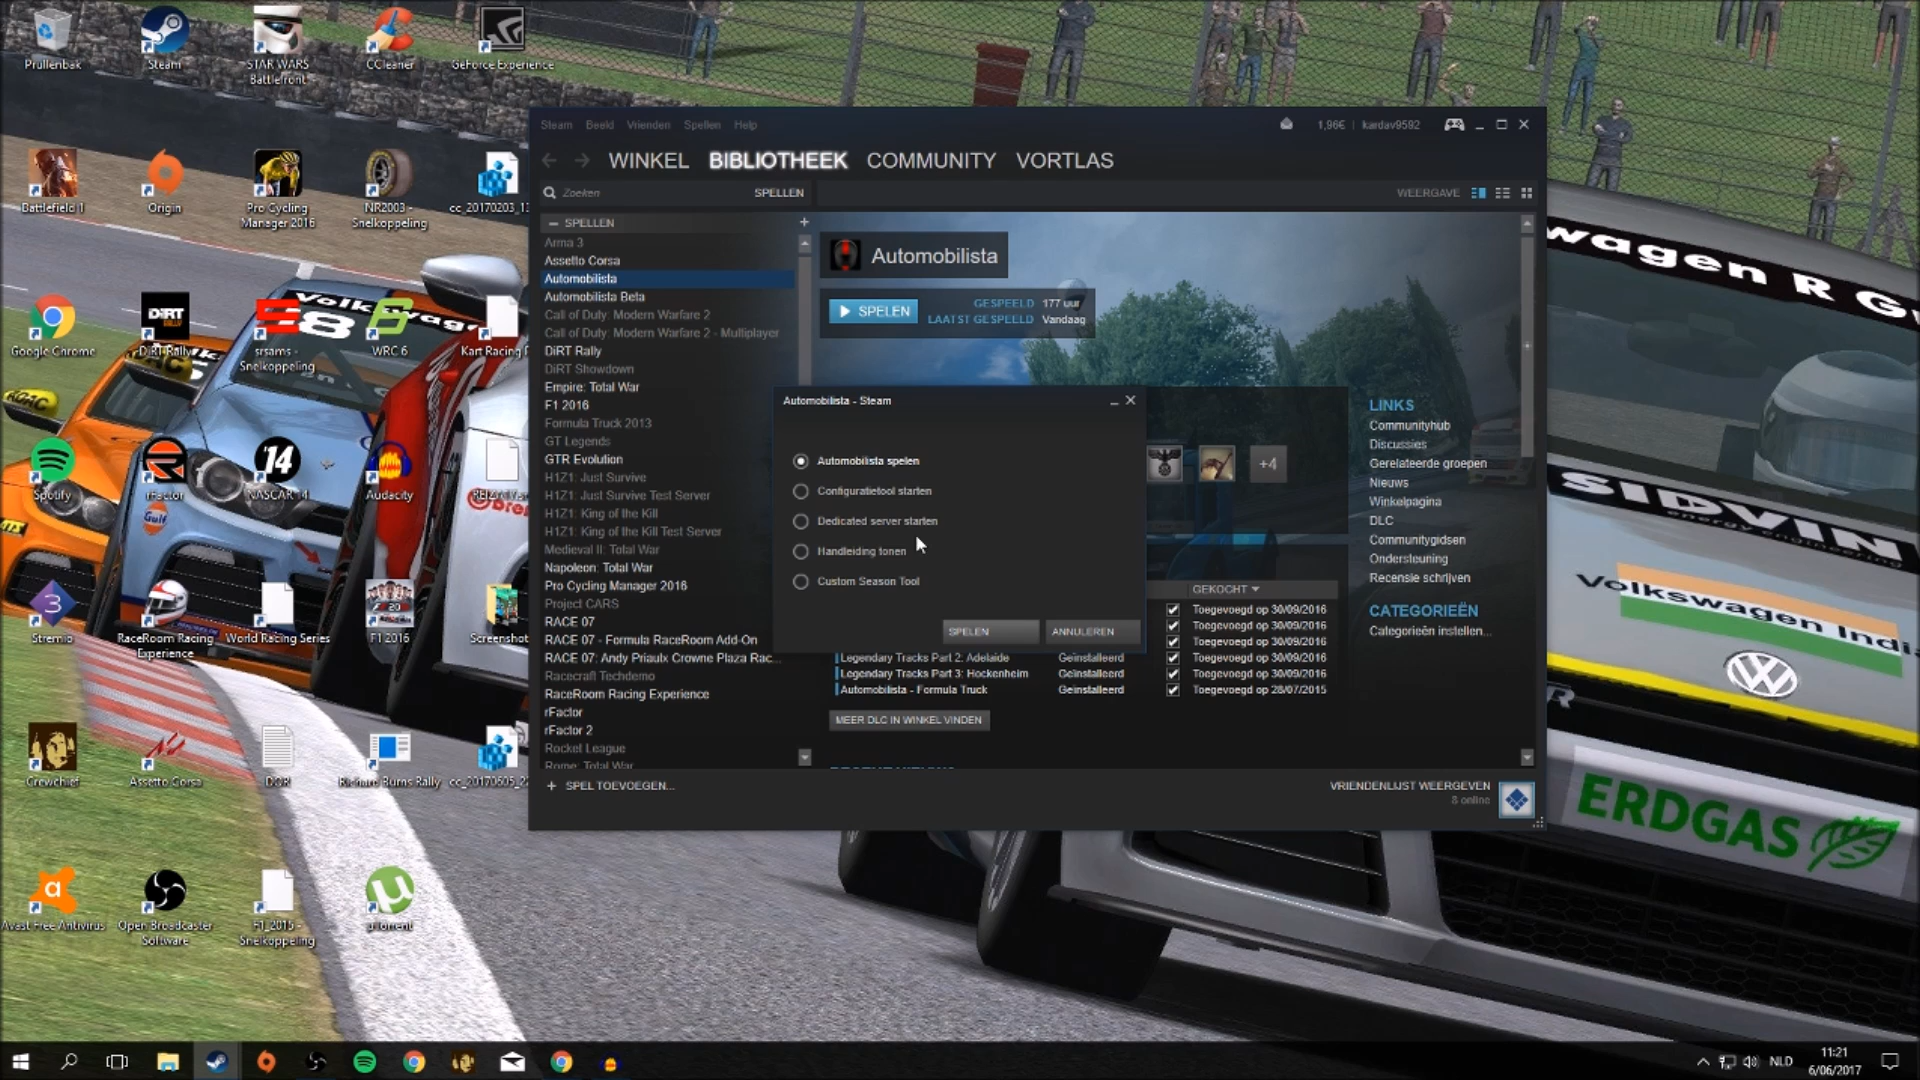 Prullenbak
Steam
STAR WARS Battlefront
CCleaner
GeForce Experience
Battlefield 1
Origin
Pro Cycling Manager 2016
NR2003 - Snelkoppeling
cc_20170203_13
Google Chrome
DiRT Rally
srsams - Snelkoppeling
WRC 6
Kart Racing P
Spotify
rFactor
NASCAR 14
Audacity
Stremio
RaceRoom Racing Experience
World Racing Series
F1 2016
Screenshot
Crewchief
Assetto Corsa
DOR
Richard Burns Rally
cc_20170605_22
Avast Free Antivirus
Open Broadcaster Software
F1_2015 - Snelkoppeling
µTorrent
Steam Beeld Vrienden Spellen Help
1,96€ | kardav9592
WINKEL BIBLIOTHEEK COMMUNITY VORTLAS
Zoeken
SPELLEN
WEERGAVE
SPELLEN
Arma 3
Assetto Corsa
Automobilista
Automobilista Beta
Call of Duty: Modern Warfare 2
Call of Duty: Modern Warfare 2 - Multiplayer
DiRT Rally
DiRT Showdown
Empire: Total War
F1 2016
Formula Truck 2013
GT Legends
GTR Evolution
H1Z1: Just Survive
H1Z1: Just Survive Test Server
H1Z1: King of the Kill
H1Z1: King of the Kill Test Server
Medieval II: Total War
Napoleon: Total War
Pro Cycling Manager 2016
Project CARS
RACE 07
RACE 07 - Formula RaceRoom Add-On
RACE 07: Andy Priaulx Crowne Plaza Rac...
Racecraft Techdemo
RaceRoom Racing Experience
rFactor
rFactor 2
Rocket League
Rome: Total War
SPEL TOEVOEGEN...
Automobilista
SPELEN
GESPEELD 177 uur
LAATST GESPEELD Vandaag
Automobilista - Steam
Automobilista spelen
Configuratietool starten
Dedicated server starten
Handleiding tonen
Custom Season Tool
SPELEN
ANNULEREN
+4
GEKOCHT
Toegevoegd op 30/09/2016
Toegevoegd op 30/09/2016
Toegevoegd op 30/09/2016
Legendary Tracks Part 2: Adelaide Geïnstalleerd Toegevoegd op 30/09/2016
Legendary Tracks Part 3: Hockenheim Geïnstalleerd Toegevoegd op 30/09/2016
Automobilista - Formula Truck Geïnstalleerd Toegevoegd op 28/07/2015
MEER DLC IN WINKEL VINDEN
LINKS
Communityhub
Discussies
Gerelateerde groepen
Nieuws
Winkelpagina
DLC
Communitygidsen
Ondersteuning
Recensie schrijven
CATEGORIEËN
Categorieën instellen...
VRIENDENLIJST WEERGEVEN
8 online
wagen R G
SIDVIN
energy engineering
Volkswagen Indi
ERDGAS
Gulf
NLD
11:21
6/06/2017